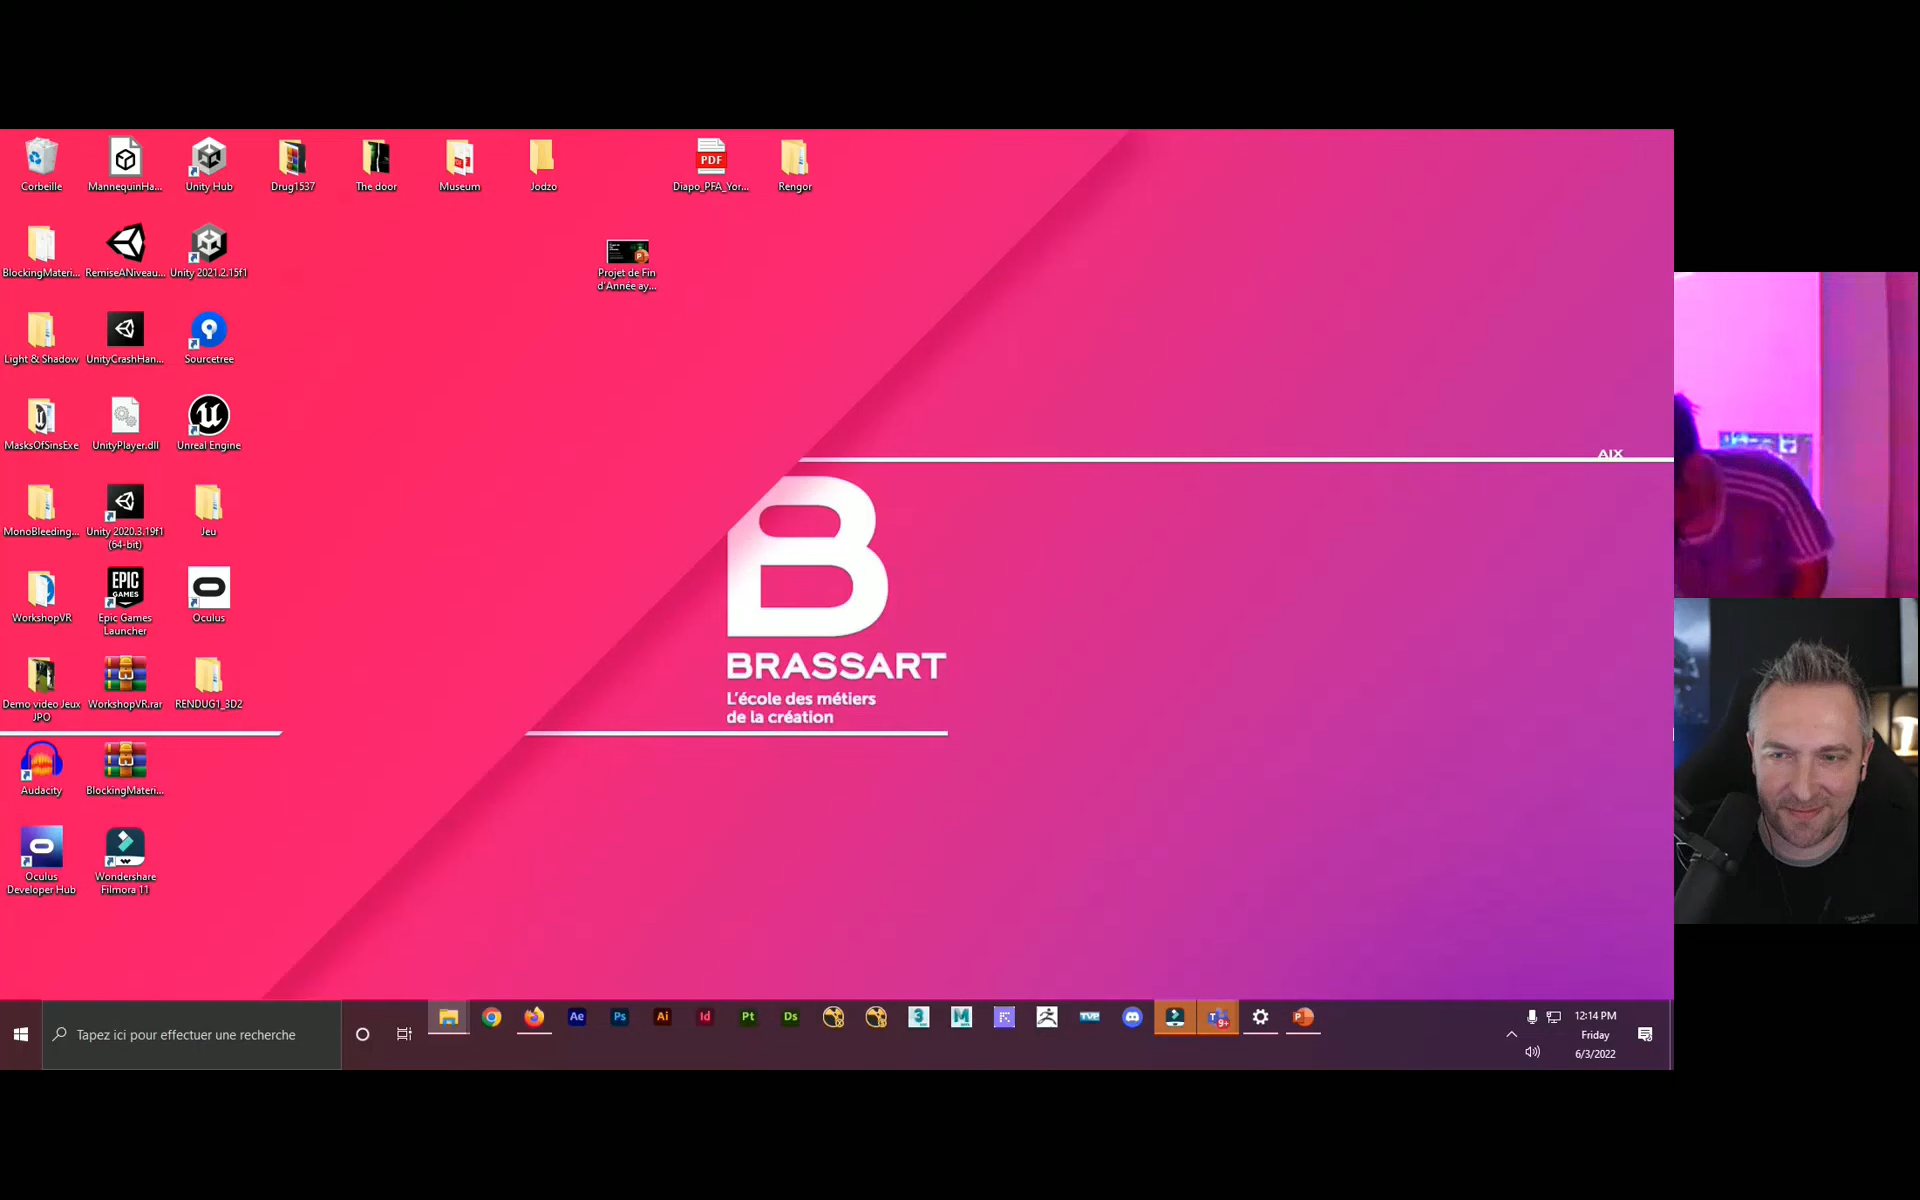 Corbeille
MannequinHa...
Unity Hub
Drug1537
The door
Museum
Jodzo
PDF
Diapo_PFA_Yor...
Rengor
BlockingMateri...
RemiseANiveau...
Unity 2021.2.15f1
Projet de Fin
d'Année ay...
Light & Shadow
UnityCrashHan...
Sourcetree
MasksOfSinsExe
UnityPlayer.dll
Unreal Engine
AIX
MonoBleeding...
Unity 2020.3.19f1
(64-bit)
Jeu
EPIC
GAMES
WorkshopVR
Epic Games
Launcher
Oculus
B
BRASSART
L'école des métiers
de la création
Demo video Jeux
JPO
WorkshopVR.rar
RENDUG1_3D2
Audacity
BlockingMateri...
Oculus
Developer Hub
Wondershare
Filmora 11
Tapez ici pour effectuer une recherche
Ae
Ps
Ai
Id
Pt
Ds
3
M
TVP
9+
P
12:14 PM
Friday
6/3/2022